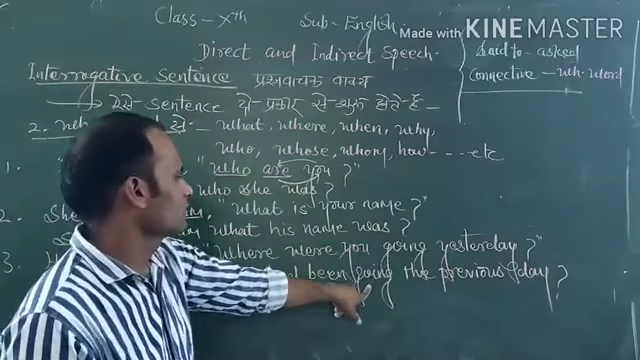 Class - Xth Sub - English
Made with KINEMASTER
Direct and Indirect Speech.
Said to - asked
Connective - wh. word
Interrogative Sentence प्रश्नवाचक वाक्य
→ ऐसे - sentence दो - प्रकार से - शुरू होते हैं -
2. से - what, where, when, why,
who, whose, whom, how - - - - etc
1. "who are you?"
who she was?
2. She "What is your name?"
what his name was?
3. "Where were you going yesterday?"
been going the previous day?